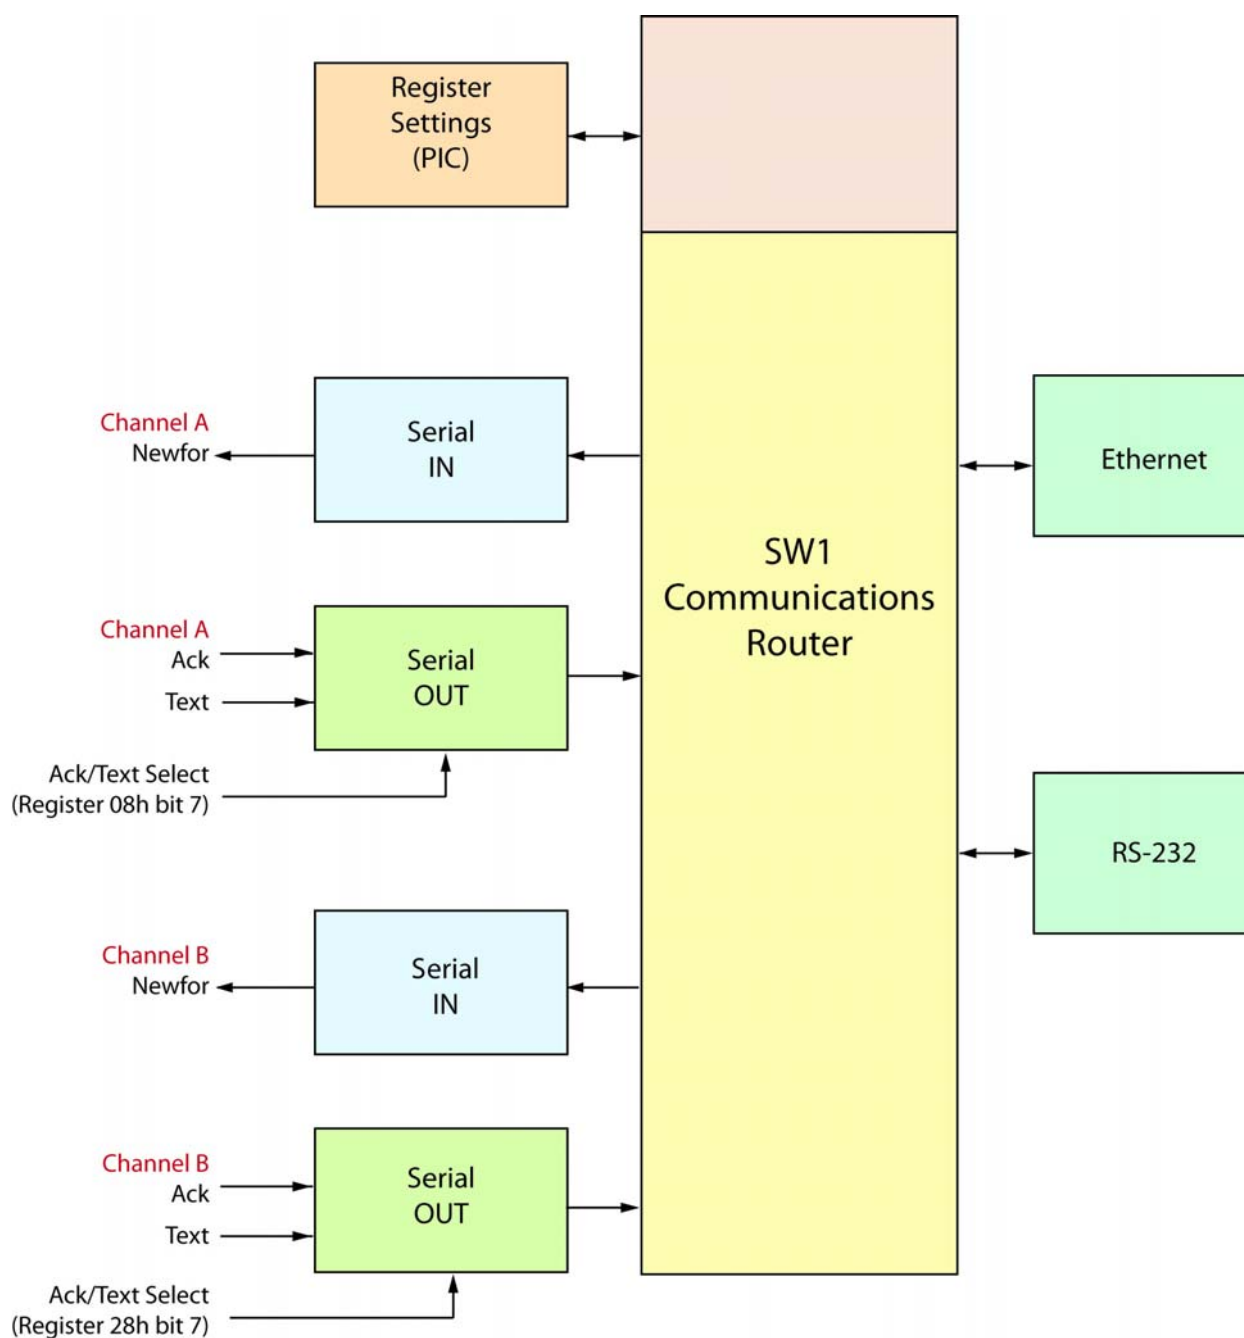 Register
Settings
(PIC)
Channel A
Newfor
Serial
IN
Ethernet
SW1
Communications
Router
Channel A
Ack
Text
Serial
OUT
Ack/Text Select
(Register 08h bit 7)
RS-232
Channel B
Newfor
Serial
IN
Channel B
Ack
Text
Serial
OUT
Ack/Text Select
(Register 28h bit 7)